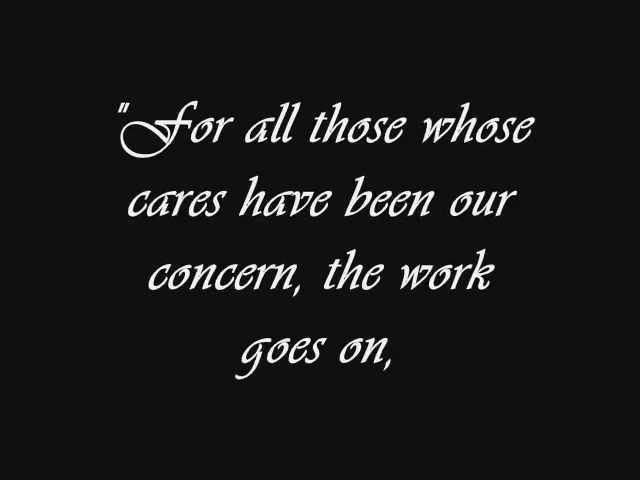 "For all those whose
cares have been our
concern, the work
goes on,